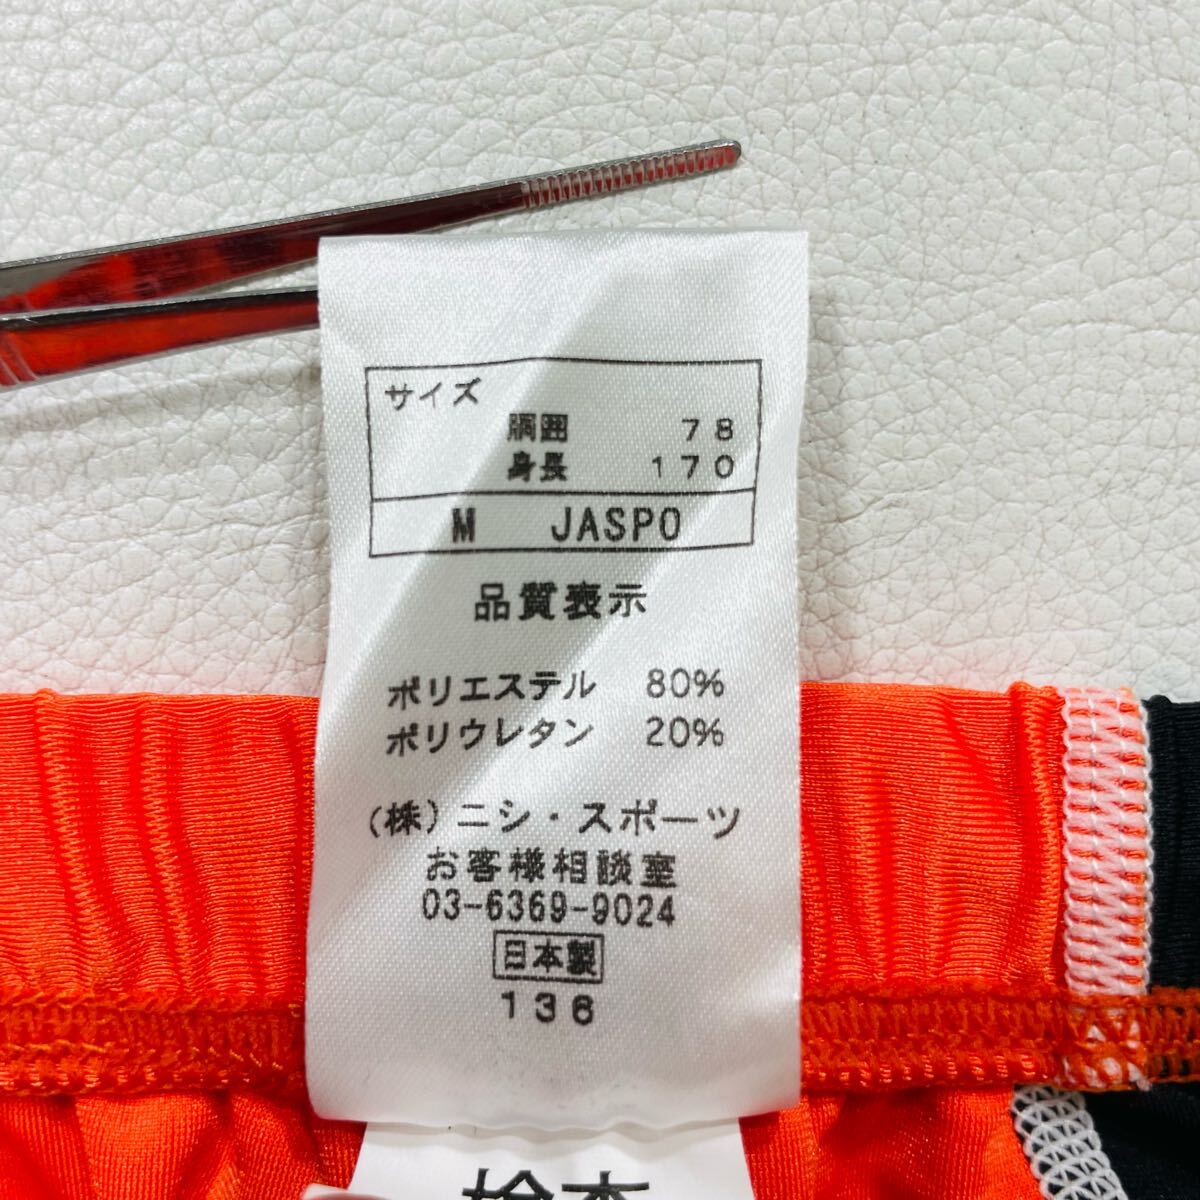 サイズ
胴囲 78
身長 170
M JASPO
品質表示
ポリエステル 80%
ポリウレタン 20%
(株)ニシ・スポーツ
お客様相談室
03-6369-9024
日本製
136
検査